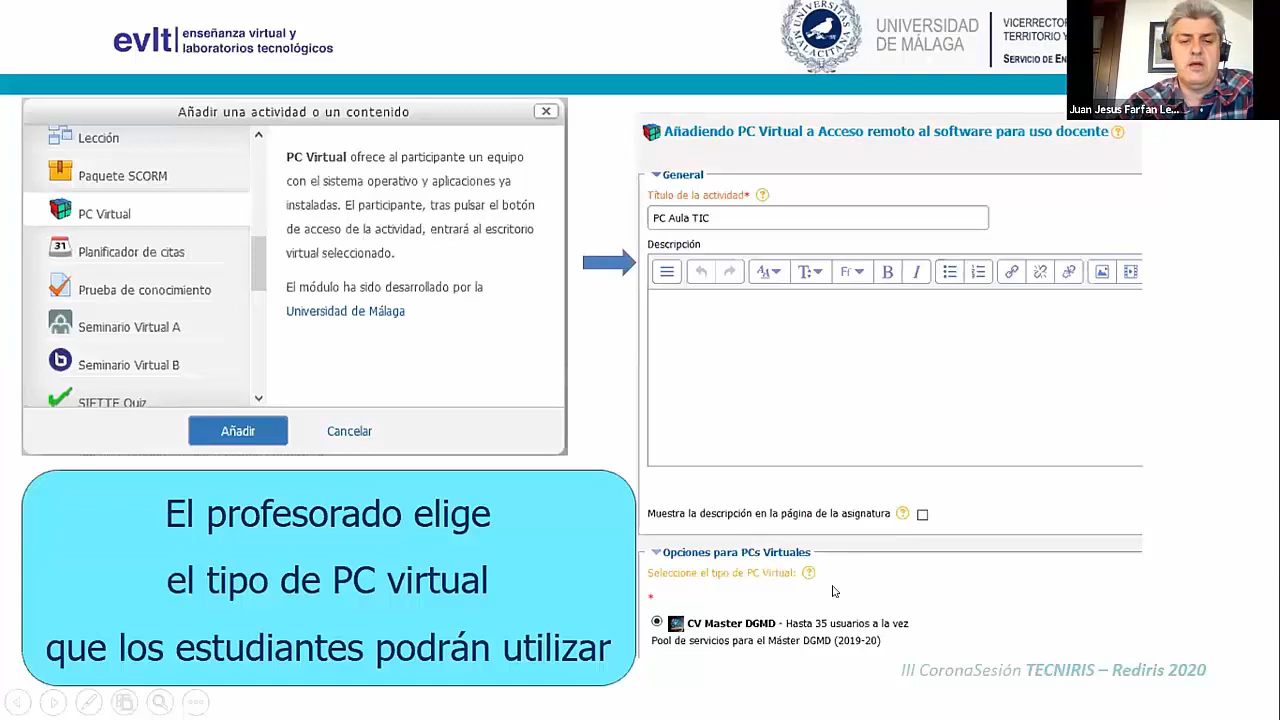 evlt
enseñanza virtual y
laboratorios tecnológicos
UNIVERSITAS
MALACITANA
UNIVERSIDAD
DE MÁLAGA
VICERRECTOR
TERRITORIO Y
SERVICIO DE EN
Juan Jesus Farfan Le...
Añadir una actividad o un contenido
Lección
Paquete SCORM
PC Virtual
31
Planificador de citas
Prueba de conocimiento
Seminario Virtual A
b
Seminario Virtual B
SIETTE Quiz
PC Virtual ofrece al participante un equipo
con el sistema operativo y aplicaciones ya
instaladas. El participante, tras pulsar el botón
de acceso de la actividad, entrará al escritorio
virtual seleccionado.
El módulo ha sido desarrollado por la
Universidad de Málaga
Añadir
Cancelar
Añadiendo PC Virtual a Acceso remoto al software para uso docente
General
Título de la actividad*
PC Aula TIC
Descripción
Muestra la descripción en la página de la asignatura
Opciones para PCs Virtuales
Seleccione el tipo de PC Virtual:
*
CV Master DGMD - Hasta 35 usuarios a la vez
Pool de servicios para el Máster DGMD (2019-20)
El profesorado elige
el tipo de PC virtual
que los estudiantes podrán utilizar
III CoronaSesión TECNIRIS – Rediris 2020